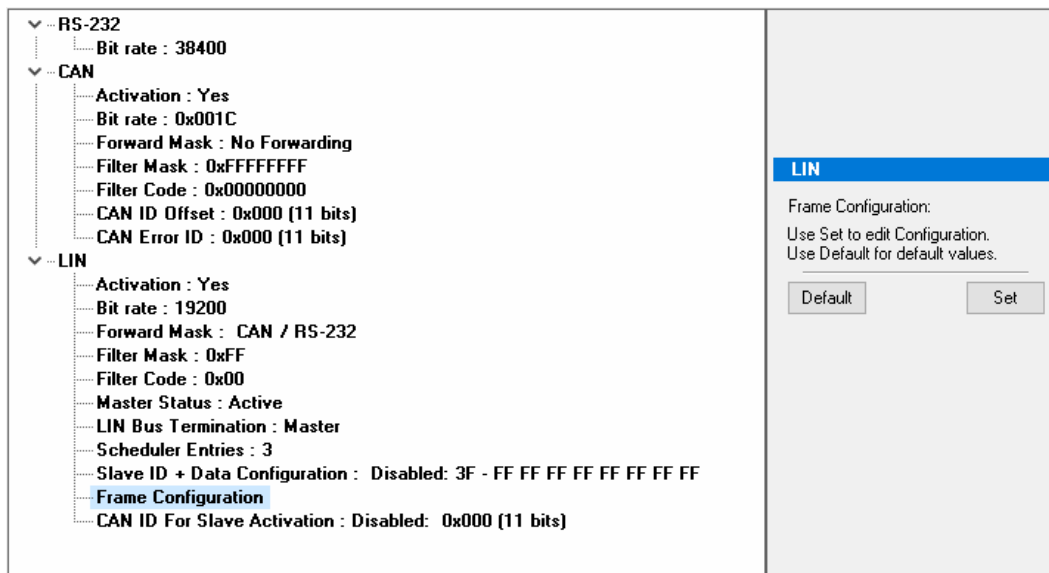 RS-232
Bit rate : 38400
CAN
Activation : Yes
Bit rate : 0x001C
Forward Mask : No Forwarding
Filter Mask : 0xFFFFFFFF
Filter Code : 0x00000000
CAN ID Offset : 0x000 (11 bits)
CAN Error ID : 0x000 (11 bits)
LIN
Activation : Yes
Bit rate : 19200
Forward Mask :  CAN / RS-232
Filter Mask : 0xFF
Filter Code : 0x00
Master Status : Active
LIN Bus Termination : Master
Scheduler Entries : 3
Slave ID + Data Configuration :  Disabled: 3F - FF FF FF FF FF FF FF FF
Frame Configuration
CAN ID For Slave Activation : Disabled:  0x000 (11 bits)
LIN
Frame Configuration:
Use Set to edit Configuration.
Use Default for default values.
Default
Set